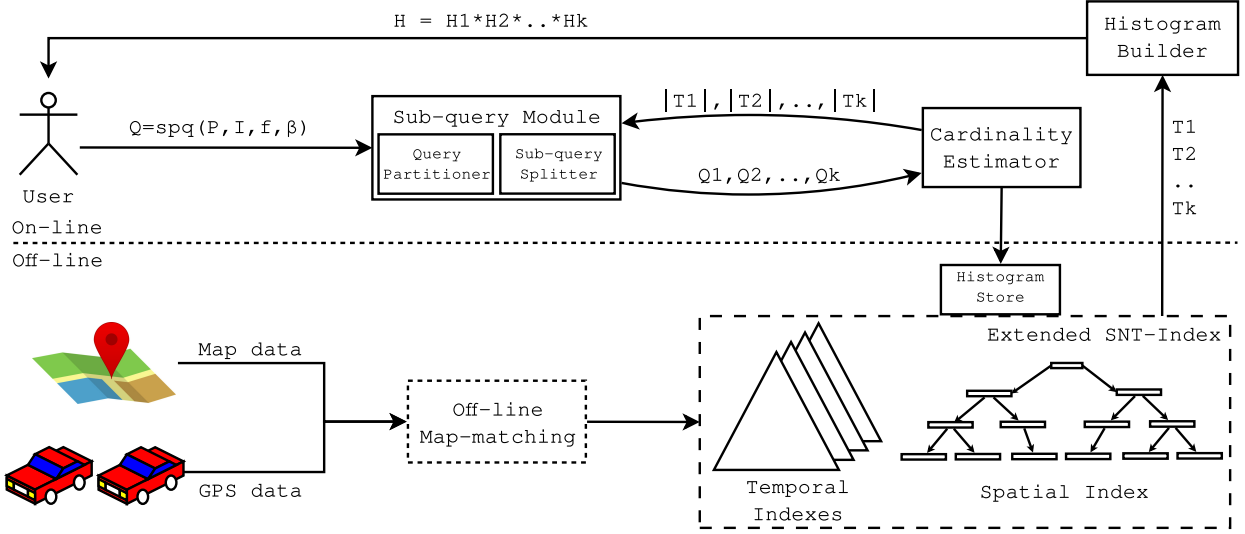 H = H1*H2*..*Hk
Histogram
Builder
|T1|,|T2|,..,|Tk|
Q=spq(P,I,f,β)
Sub-query Module
Query
Partitioner
Sub-query
Splitter
Cardinality
Estimator
Q1,Q2,..,Qk
T1
T2
..
Tk
User
On-line
Off-line
Histogram
Store
Extended SNT-Index
Map data
Off-line
Map-matching
GPS data
Temporal
Indexes
Spatial Index